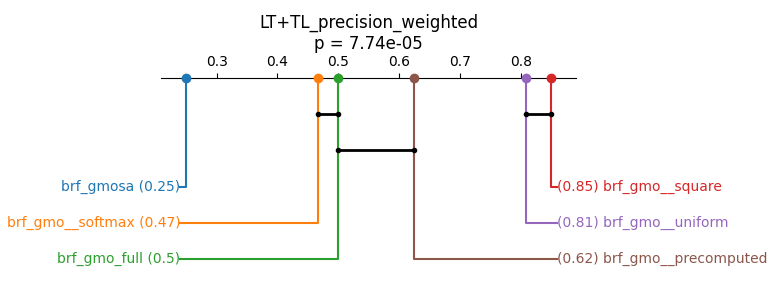 LT+TL_precision_weighted
p = 7.74e-05
0.3 0.4 0.5 0.6 0.7 0.8
brf_gmosa (0.25) (0.85) brf_gmo__square
brf_gmo__softmax (0.47) (0.81) brf_gmo__uniform
brf_gmo_full (0.5) (0.62) brf_gmo__precomputed